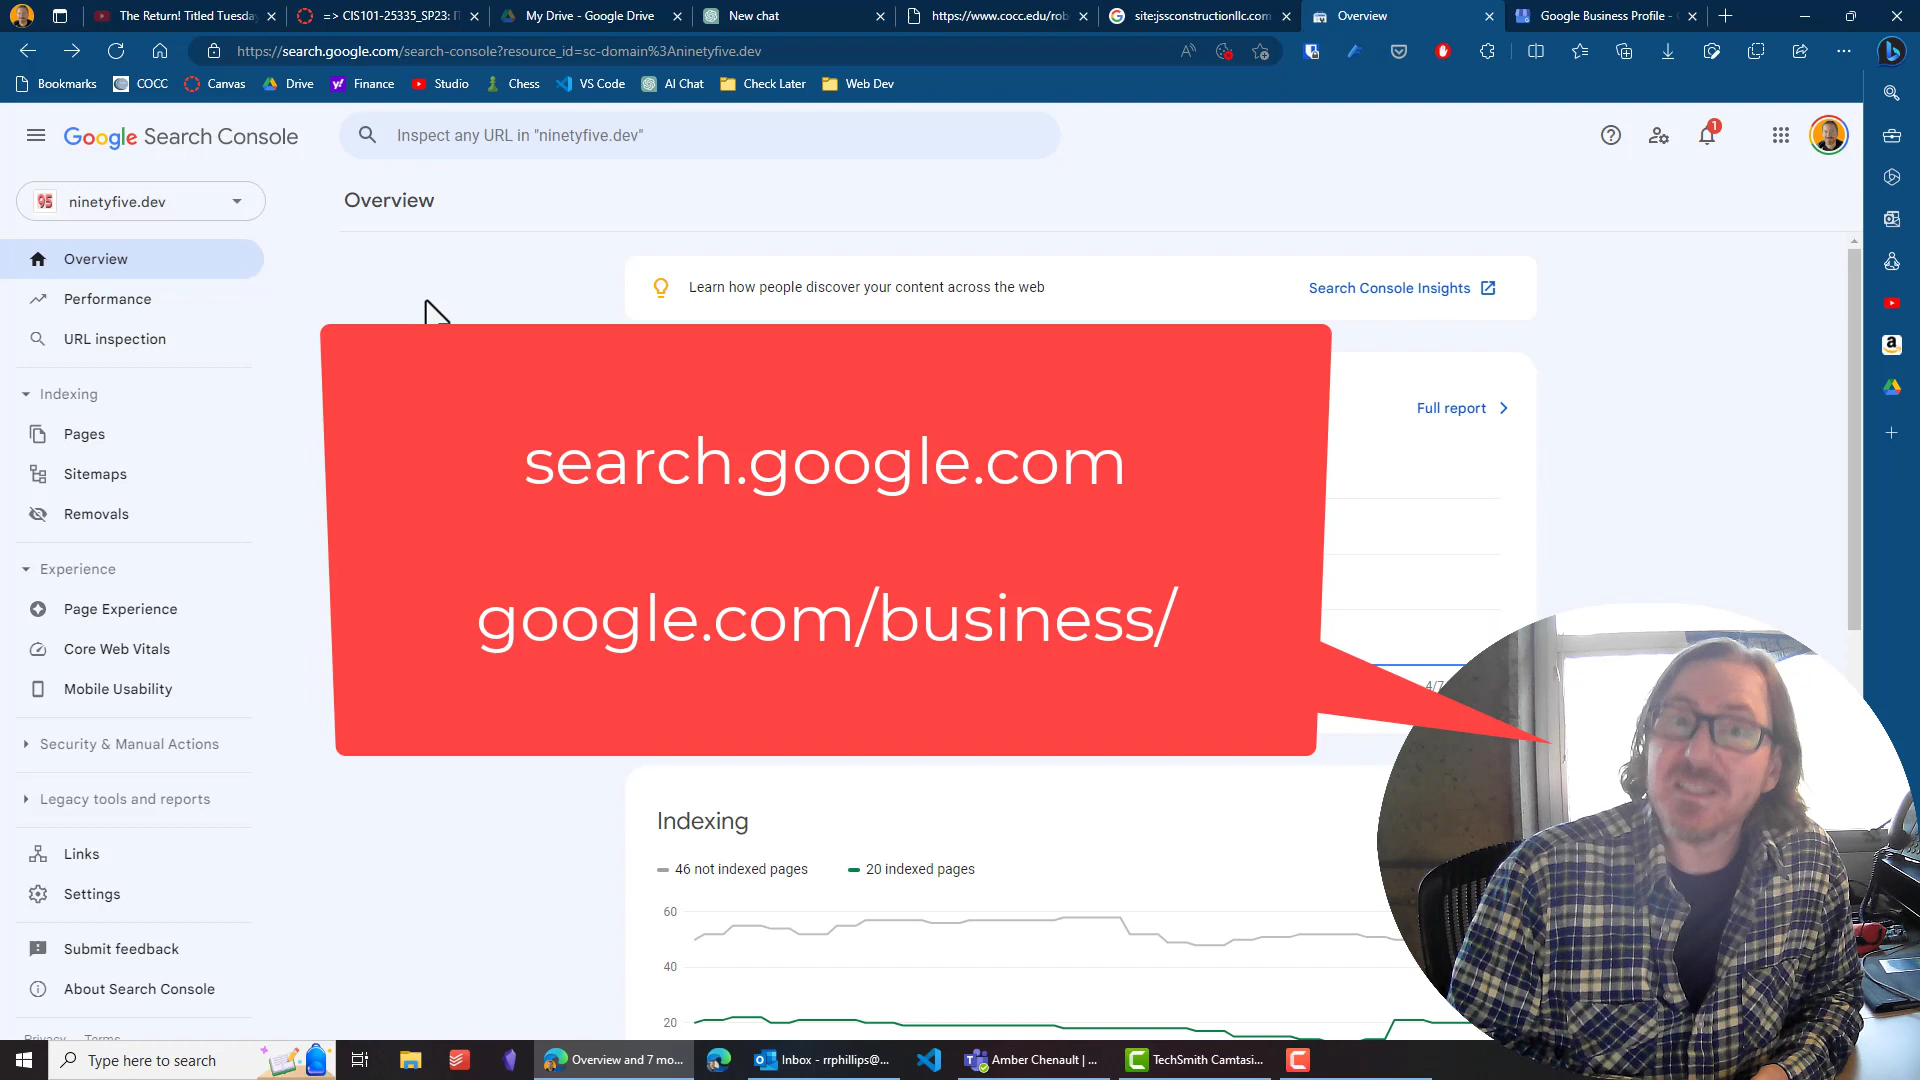 The Return! Titled Tuesday
=> CIS101-25335_SP23:
My Drive - Google Drive
New chat
https://www.cocc.edu/rob
site:jssconstructionllc.com
Overview
Google Business Profile -
https://search.google.com/search-console?resource_id=sc-domain%3Aninetyfive.dev
Bookmarks
COCC
Canvas
Drive
Finance
Studio
Chess
VS Code
AI Chat
Check Later
Web Dev
Google Search Console
Inspect any URL in "ninetyfive.dev"
1
95
ninetyfive.dev
Overview
Overview
Performance
URL inspection
Indexing
Pages
Sitemaps
Removals
Experience
Page Experience
Core Web Vitals
Mobile Usability
Security & Manual Actions
Legacy tools and reports
Links
Settings
Submit feedback
About Search Console
Privacy
Terms
Learn how people discover your content across the web
Search Console Insights
Full report
search.google.com
google.com/business/
4/7
Indexing
46 not indexed pages
20 indexed pages
60
40
20
Type here to search
Overview and 7 mo...
Inbox - rrphillips@...
Amber Chenault | ...
TechSmith Camtasi...